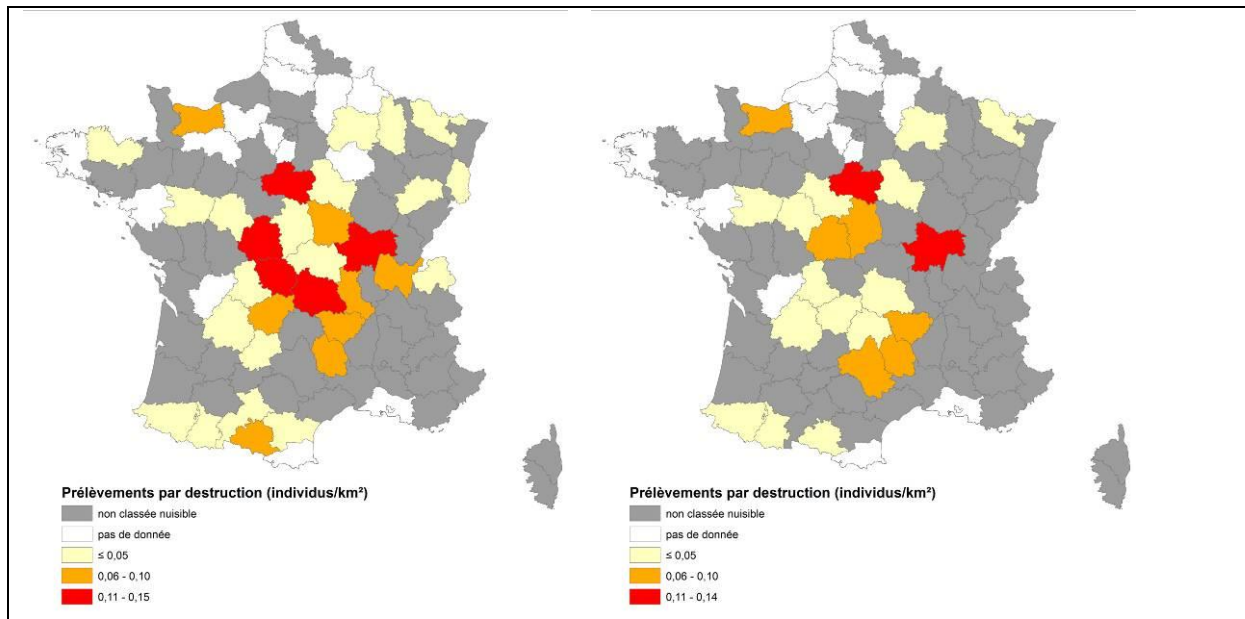 Prélèvements par destruction (individus/km²)
non classée nuisible
pas de donnée
≤ 0,05
0,06 - 0,10
0,11 - 0,15
Prélèvements par destruction (individus/km²)
non classée nuisible
pas de donnée
≤ 0,05
0,06 - 0,10
0,11 - 0,14